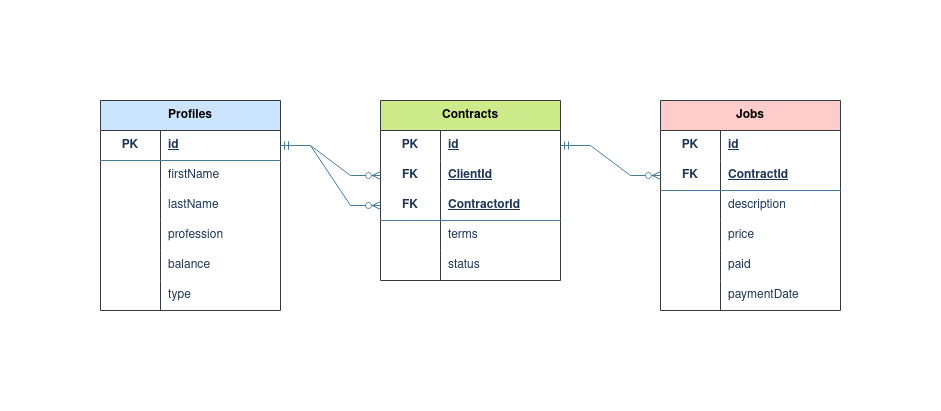 Profiles
PK id
firstName
lastName
profession
balance
type
Contracts
PK id
FK ClientId
FK ContractorId
terms
status
Jobs
PK id
FK ContractId
description
price
paid
paymentDate